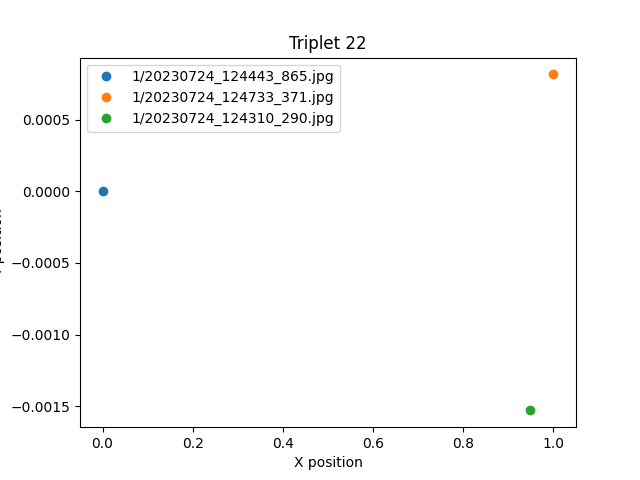 Triplet 22
1/20230724_124443_865.jpg
1/20230724_124733_371.jpg
1/20230724_124310_290.jpg
0.0005
0.0000
−0.0005
−0.0010
−0.0015
0.0
0.2
0.4
0.6
0.8
1.0
X position